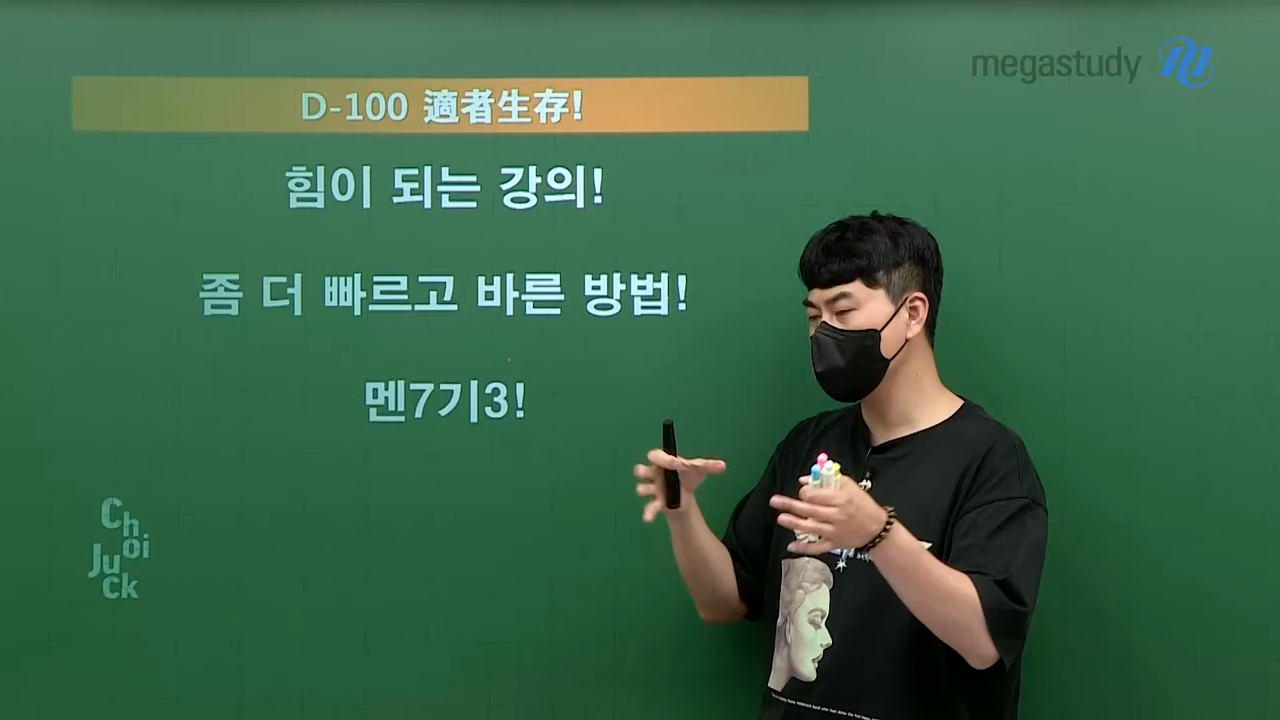 megastudy
D-100 適者生存!
힘이 되는 강의!
좀 더 빠르고 바른 방법!
멘7기3!
Ch
oi
Ju
ck